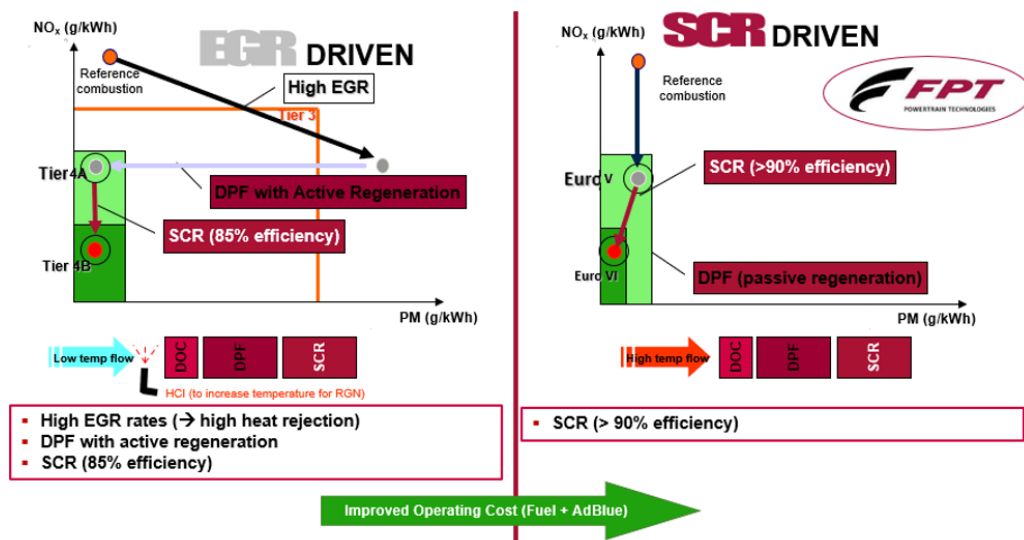 NOx (g/kWh)
EGR DRIVEN
Reference
combustion
High EGR
Tier 3
Tier 4A
DPF with Active Regeneration
SCR (85% efficiency)
Tier 4B
PM (g/kWh)
Low temp flow
DOC
DPF
SCR
HCI (to increase temperature for RGN)
▪ High EGR rates (→ high heat rejection)
▪ DPF with active regeneration
▪ SCR (85% efficiency)
NOx (g/kWh)
SCR DRIVEN
Reference
combustion
FPT
POWERTRAIN TECHNOLOGIES
SCR (>90% efficiency)
Euro V
Euro VI
DPF (passive regeneration)
PM (g/kWh)
High temp flow
DOC
DPF
SCR
▪ SCR (> 90% efficiency)
Improved Operating Cost (Fuel + AdBlue)